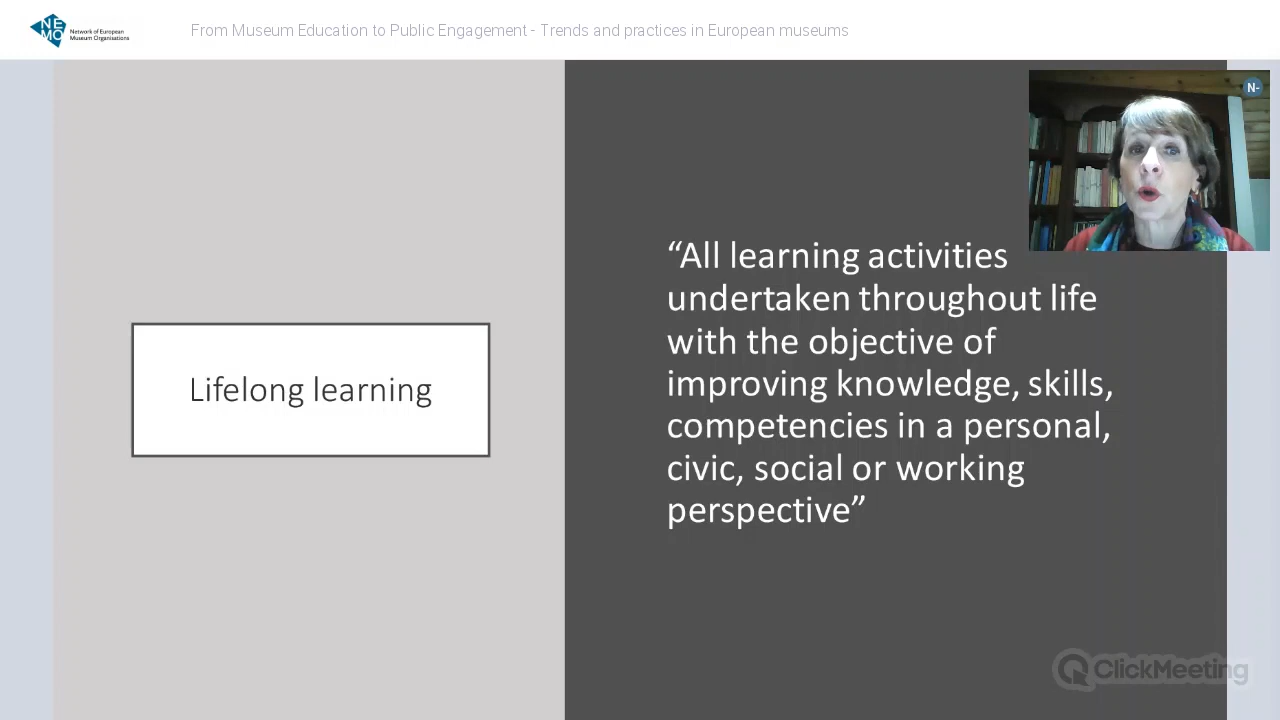 NE
MO
Network of European
Museum Organisations
From Museum Education to Public Engagement - Trends and practices in European museums
N-
Lifelong learning
“All learning activities
undertaken throughout life
with the objective of
improving knowledge, skills,
competencies in a personal,
civic, social or working
perspective”
ClickMeeting